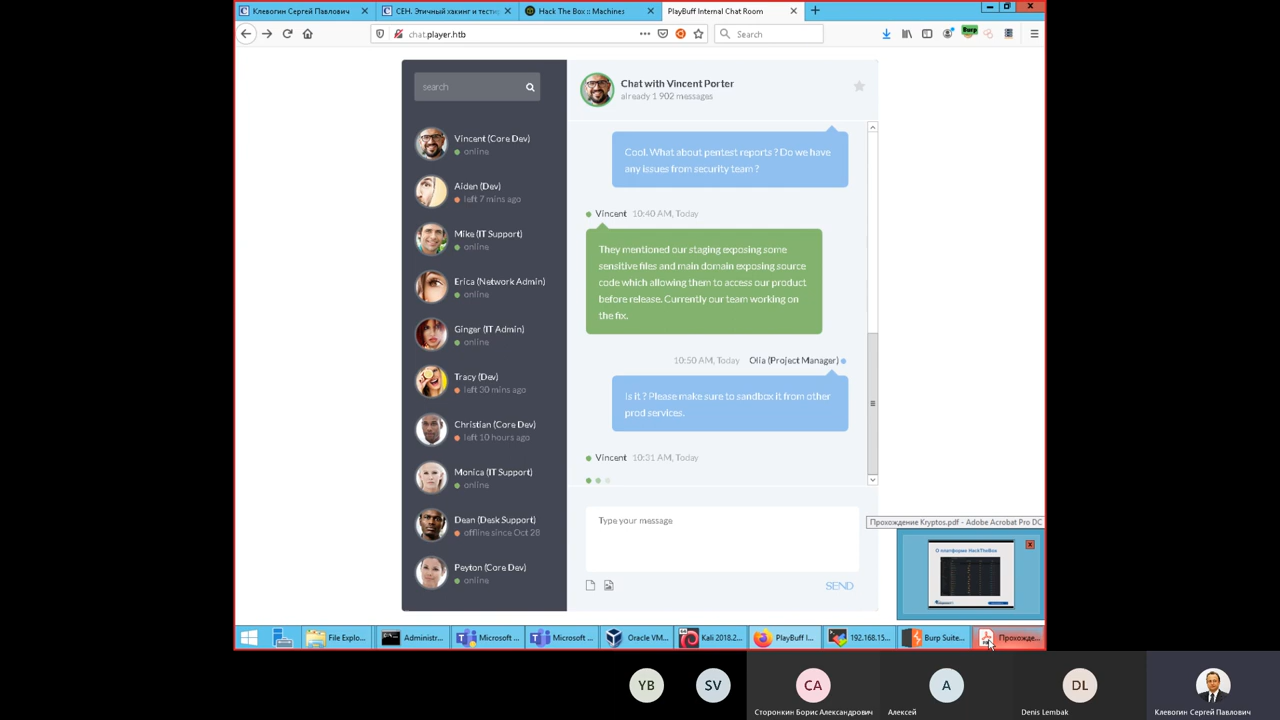 Клевогин Сергей Павлович
СЕН. Этичный хакинг и тести
Hack The Box :: Machines
PlayBuff Internal Chat Room
chat.player.htb
Search
Burp
search
Vincent (Core Dev)
online
Aiden (Dev)
left 7 mins ago
Mike (IT Support)
online
Erica (Network Admin)
online
Ginger (IT Admin)
online
Tracy (Dev)
left 30 mins ago
Christian (Core Dev)
left 10 hours ago
Monica (IT Support)
online
Dean (Desk Support)
offline since Oct 28
Peyton (Core Dev)
online
Chat with Vincent Porter
already 1 902 messages
Cool. What about pentest reports ? Do we have
any issues from security team ?
Vincent 10:40 AM, Today
They mentioned our staging exposing some
sensitive files and main domain exposing source
code which allowing them to access our product
before release. Currently our team working on
the fix.
10:50 AM, Today Olla (Project Manager)
Is it ? Please make sure to sandbox it from other
prod services.
Vincent 10:31 AM, Today
Type your message
SEND
Прохождение Kryptos.pdf - Adobe Acrobat Pro DC
О платформе HackTheBox
File Explo...
Administr...
Microsoft ...
Microsoft ...
Oracle VM...
Kali 2018.2...
PlayBuff I...
192.168.15...
Burp Suite...
Прохожде...
YB
SV
CA
Сторонкин Борис Александрович
A
Алексей
DL
Denis Lembak
Клевогин Сергей Павлович